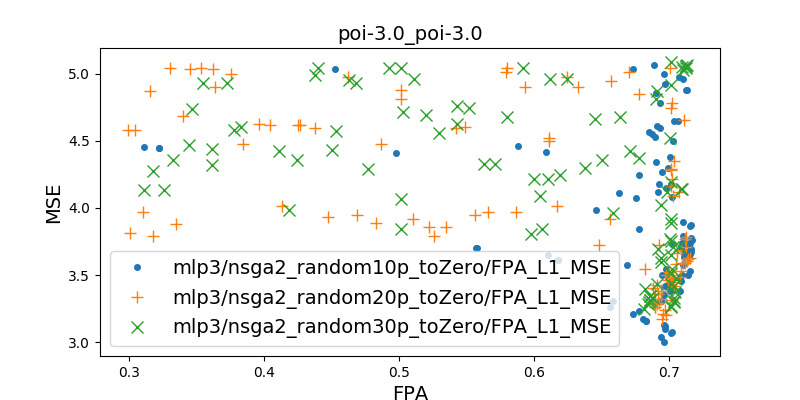 poi-3.0_poi-3.0
MSE
5.0
4.5
4.0
3.5
3.0
mlp3/nsga2_random10p_toZero/FPA_L1_MSE
mlp3/nsga2_random20p_toZero/FPA_L1_MSE
mlp3/nsga2_random30p_toZero/FPA_L1_MSE
0.3 0.4 0.5 0.6 0.7
FPA